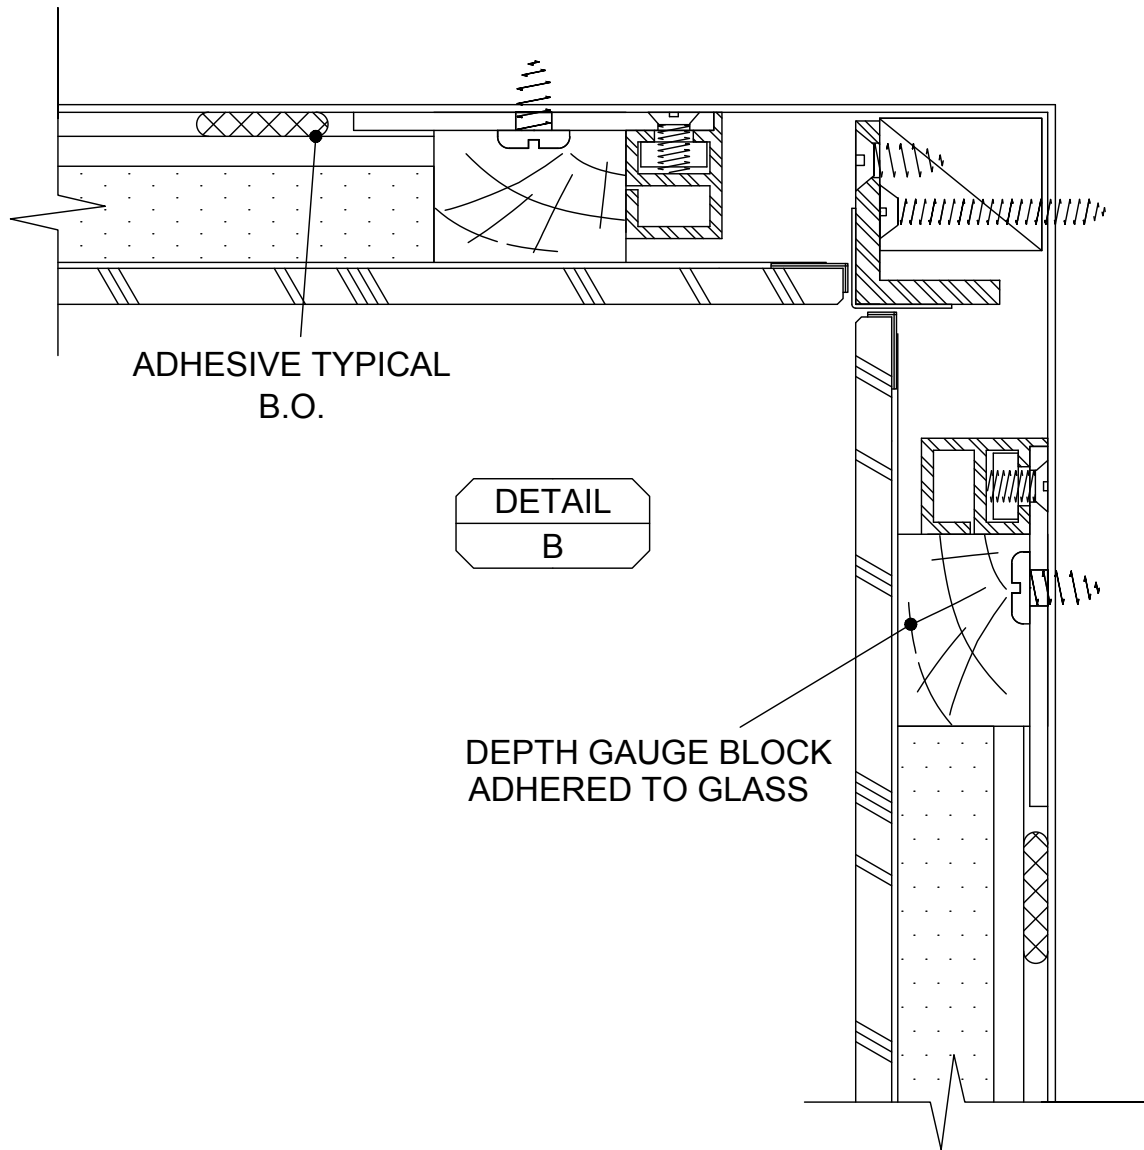 ADHESIVE TYPICAL
B.O.
DETAIL
B
DEPTH GAUGE BLOCK
ADHERED TO GLASS